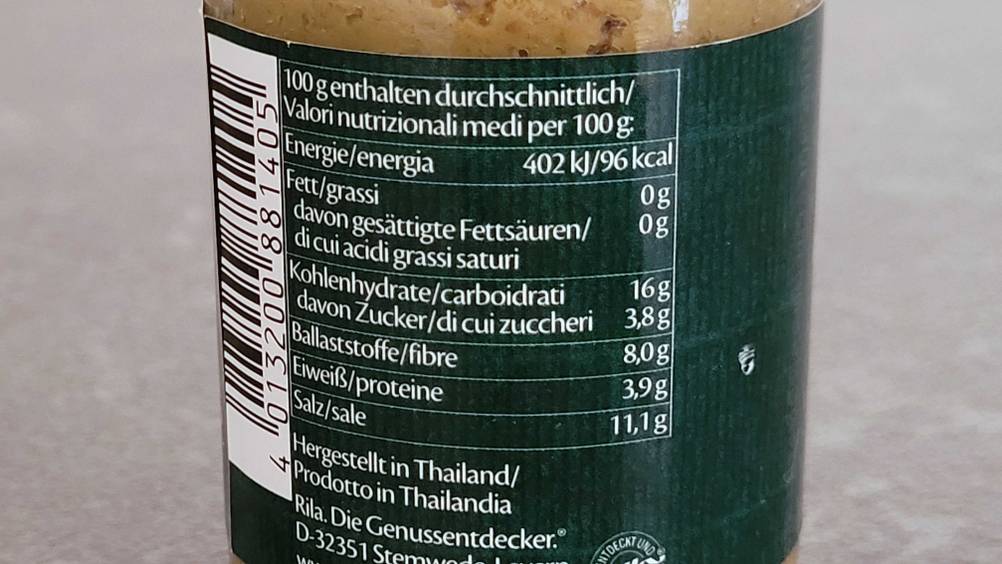 100 g enthalten durchschnittlich/
Valori nutrizionali medi per 100 g:
Energie/energia 402 kJ/96 kcal
Fett/grassi 0 g
davon gesättigte Fettsäuren/ 0 g
di cui acidi grassi saturi
Kohlenhydrate/carboidrati 16 g
davon Zucker/di cui zuccheri 3,8 g
Ballaststoffe/fibre 8,0 g
Eiweiß/proteine 3,9 g
Salz/sale 11,1 g
Hergestellt in Thailand/
Prodotto in Thailandia
Rila. Die Genussentdecker.®
D-32351 Stemwede
4 013200 881405